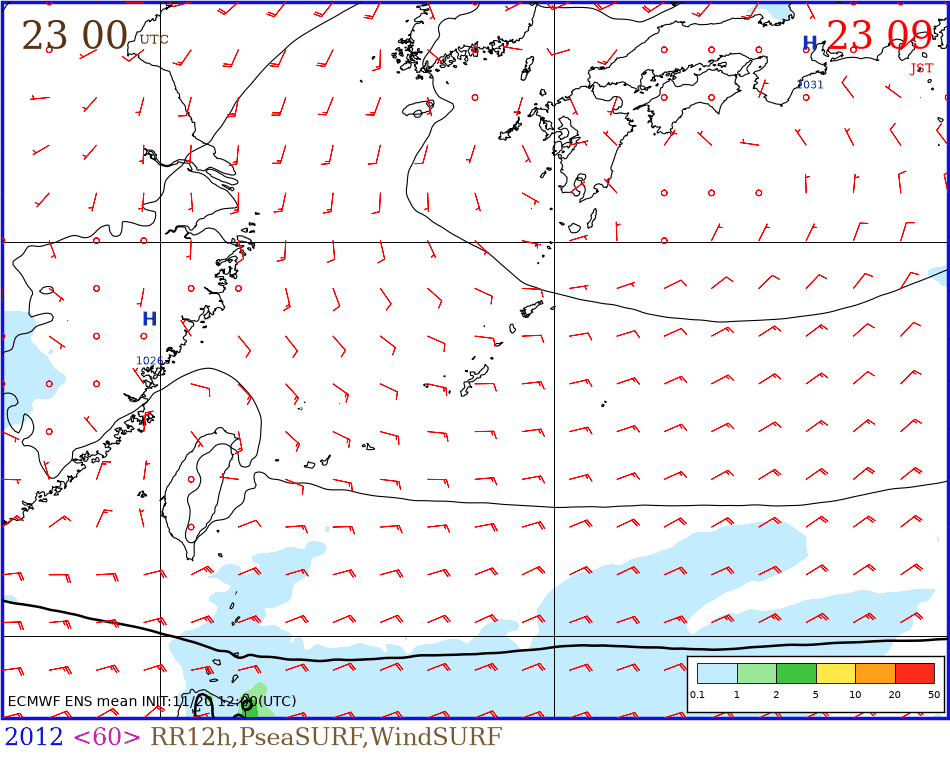 23 00 UTC
H 23 09
JST
1031
H
1026
0.1 1 2 5 10 20 50
ECMWF ENS mean INIT:11/20 12:00(UTC)
2012 <60> RR12h,PseaSURF,WindSURF